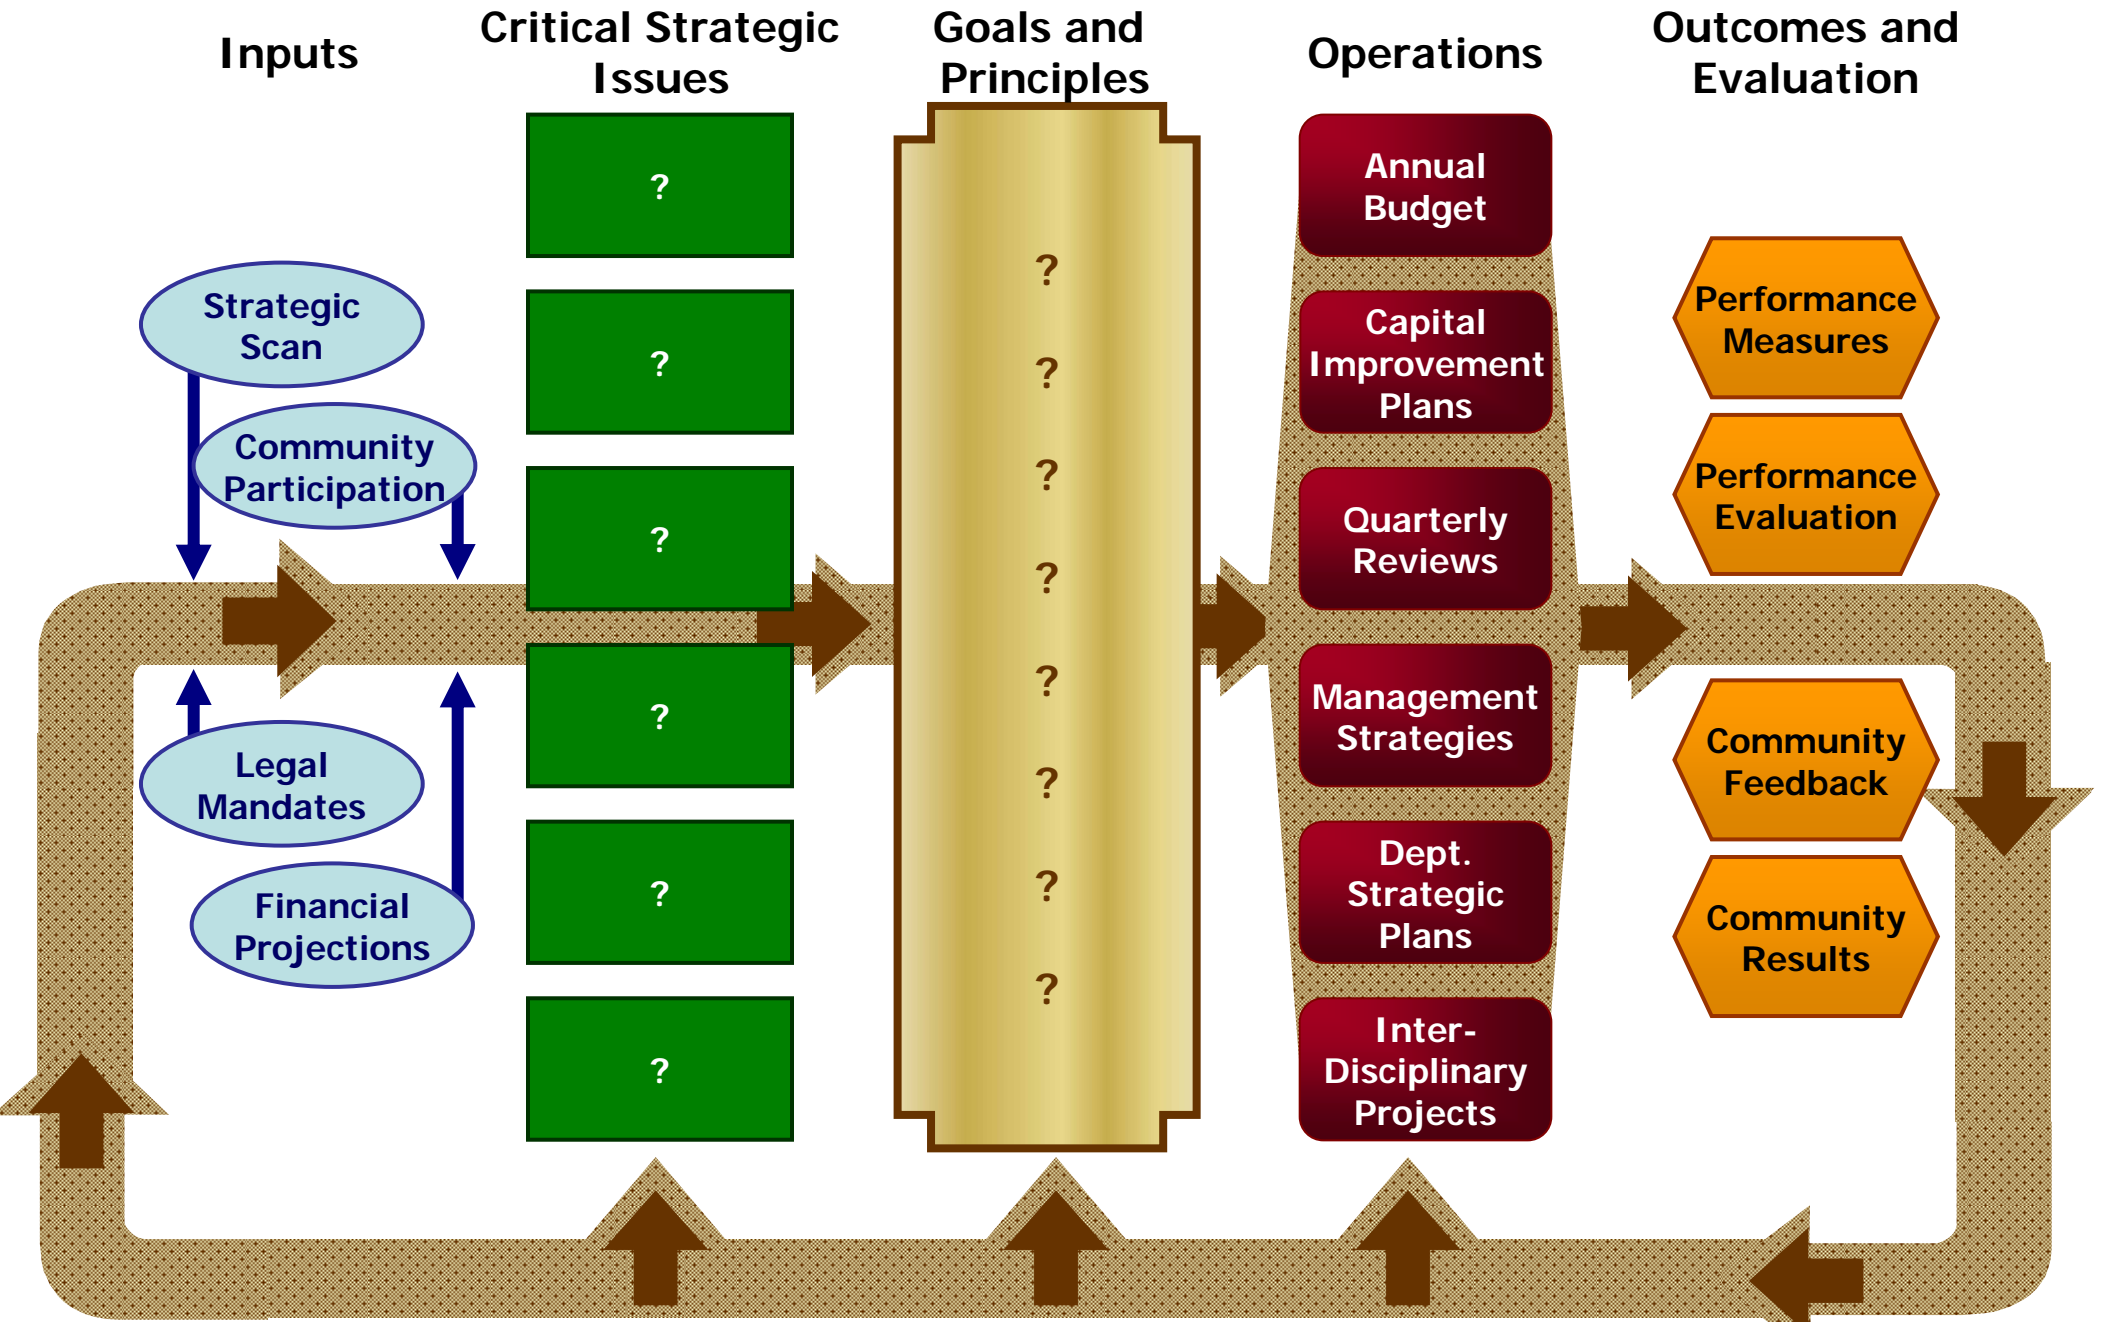 Inputs
Critical Strategic
Issues
Goals and
Principles
Operations
Outcomes and
Evaluation
Strategic
Scan
Community
Participation
Legal
Mandates
Financial
Projections
?
?
?
?
?
?
?
?
?
?
?
?
?
?
Annual
Budget
Capital
Improvement
Plans
Quarterly
Reviews
Management
Strategies
Dept.
Strategic
Plans
Inter-
Disciplinary
Projects
Performance
Measures
Performance
Evaluation
Community
Feedback
Community
Results